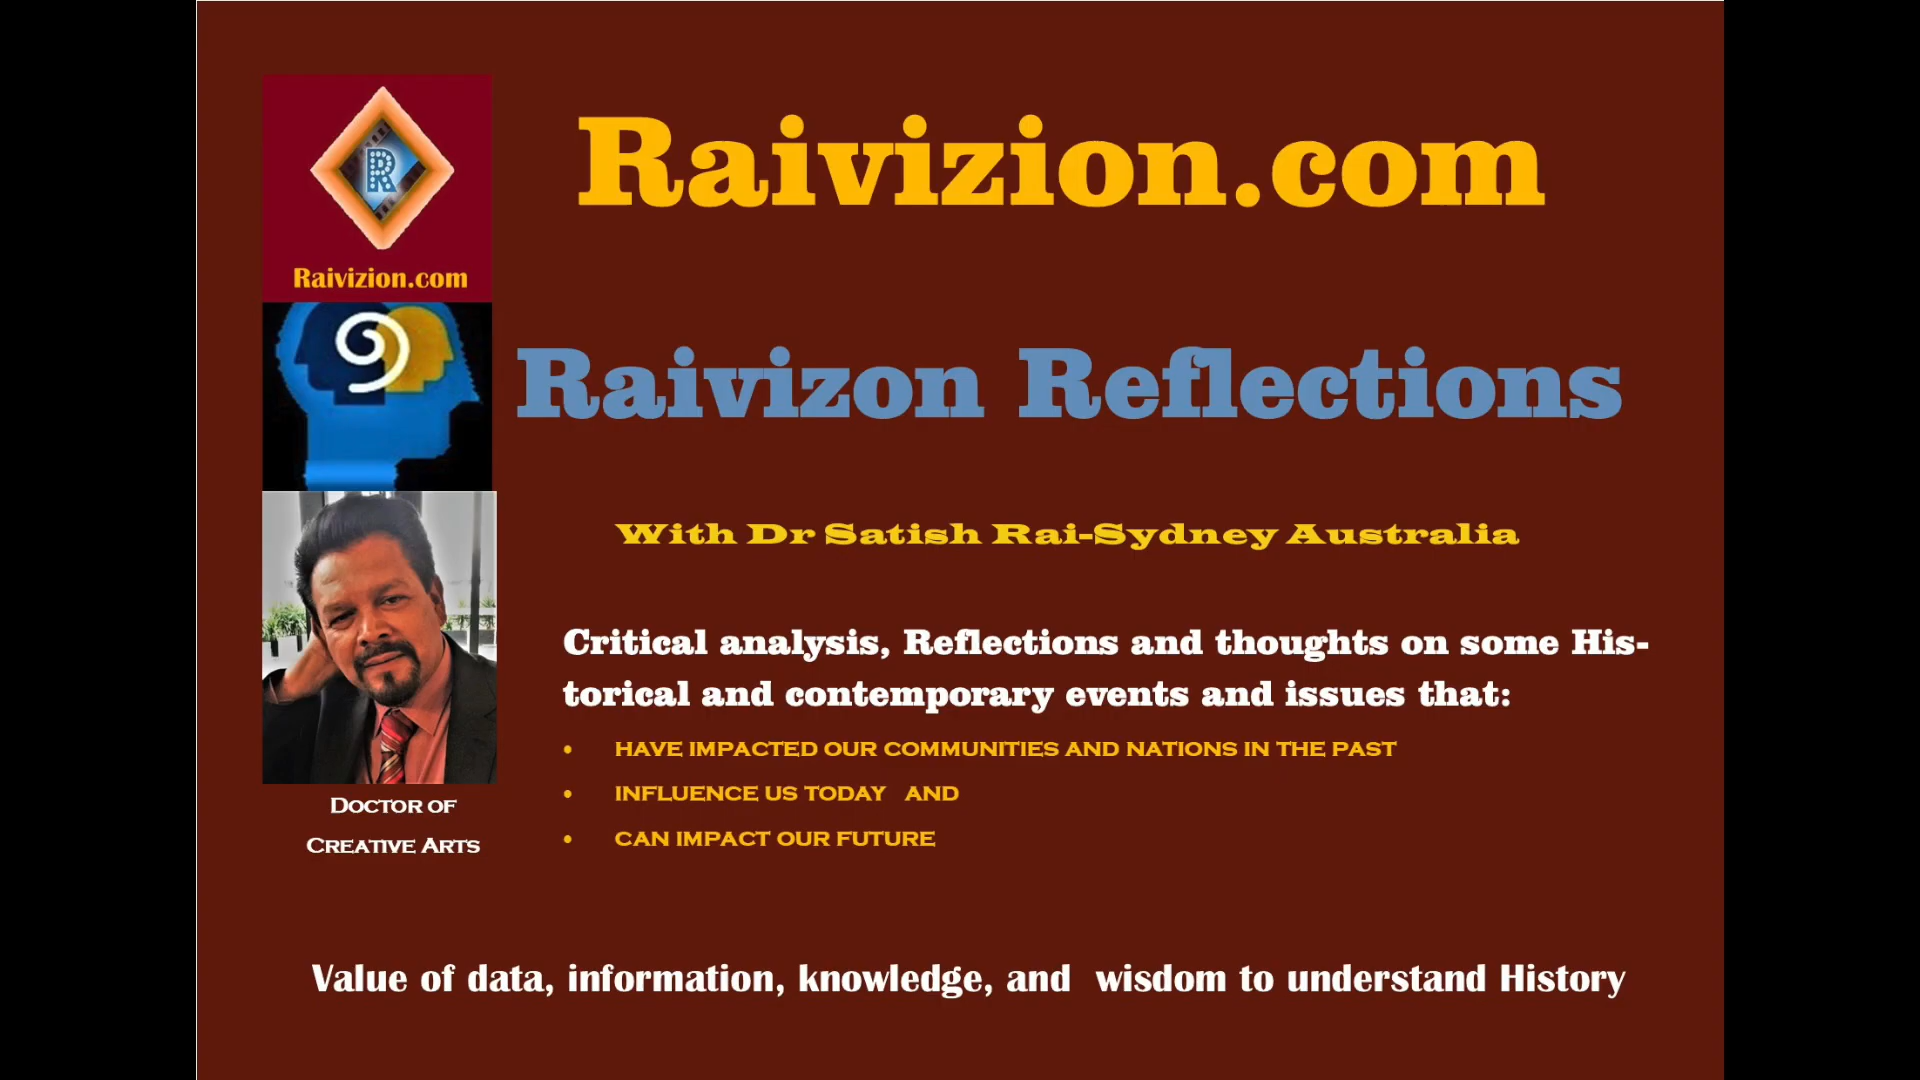 R
Raivizion.com
Raivizion.com
Raivizon Reflections
With Dr Satish Rai-Sydney Australia
Critical analysis, Reflections and thoughts on some His-
torical and contemporary events and issues that:
• HAVE IMPACTED OUR COMMUNITIES AND NATIONS IN THE PAST
• INFLUENCE US TODAY AND
• CAN IMPACT OUR FUTURE
DOCTOR OF
CREATIVE ARTS
Value of data, information, knowledge, and wisdom to understand History